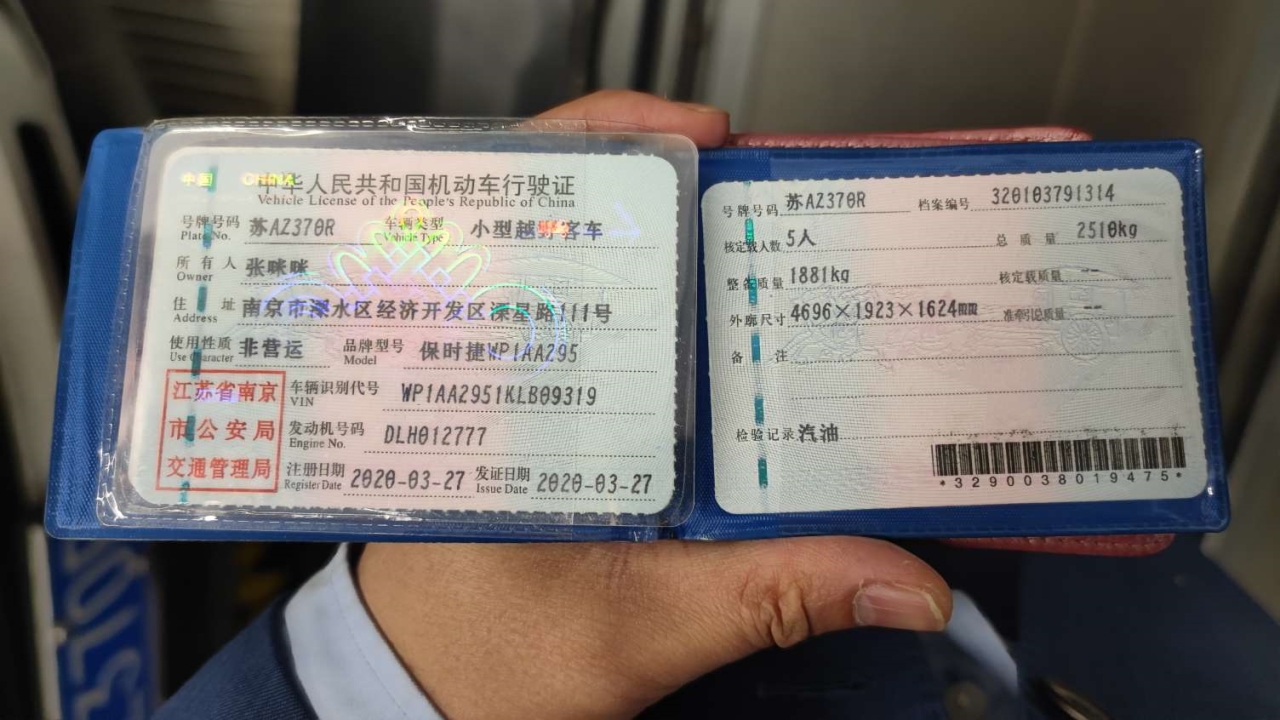 中国 CHINA
中华人民共和国机动车行驶证
Vehicle License of the People's Republic of China
号牌号码 苏AZ370R 车辆类型 小型越野客车
Plate No. Vehicle Type
所有人 张咪咪
Owner
住址 南京市溧水区经济开发区溧星路111号
Address
使用性质 非营运 品牌型号 保时捷WP1AA295
Use Character Model
江苏省南京
市公安局
交通管理局
车辆识别代号 WP1AA2951KLB09319
VIN
发动机号码 DLH012777
Engine No.
注册日期 2020-03-27 发证日期 2020-03-27
Register Date Issue Date
号牌号码 苏AZ370R 档案编号 320103791314
核定载人数 5人 总质量 2510kg
整备质量 1881kg 核定载质量 --
外廓尺寸 4696×1923×1624mm 准牵引总质量 --
备注
检验记录 汽油
*3290038019475*
370